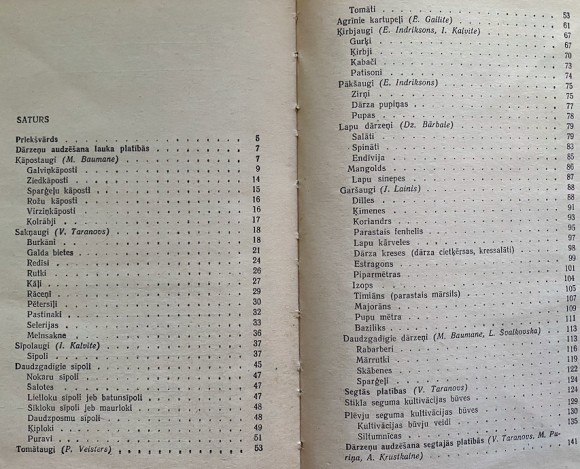 SATURS
Priekšvārds 5
Dārzeņu audzēšana lauka platībās 7
Kāpostaugi (M. Baumane) 7
Galviņkāposti 9
Ziedkāposti 14
Sparģeļu kāposti 15
Rožu kāposti 16
Virziņkāposti 16
Kolrābji 17
Sakņaugi (V. Taranovs) 18
Burkāni 18
Galda bietes 21
Redīsi 24
Rutki 26
Kāļi 27
Rāceņi 29
Pētersīļi 30
Pastinaki 32
Selerijas 33
Melnsakne 36
Sīpolaugi (I. Kalvite) 37
Sīpoli 37
Daudzgadīgie sīpoli 45
Nokaru sīpoli 47
Šalotes 47
Lielloku sīpoli jeb batunsīpoli 47
Sīkloku sīpoli jeb maurloki 48
Daudzposmu sīpoli 48
Ķiploki 49
Puravi 51
Tomātaugi (P. Veisters) 53
Tomāti 53
Agrīnie kartupeļi (E. Gailīte) 61
Ķirbjaugi (E. Indriksons, I. Kalvite) 67
Gurķi 67
Ķirbji 70
Kabači 73
Patisoni 74
Pākšaugi (E. Indriksons) 75
Zirņi 75
Dārza pupiņas 77
Pupas 78
Lapu dārzeņi (Dz. Bārbale) 79
Salāti 79
Spināti 83
Endīvija 85
Mangolds 86
Lapu sinepes 87
Garšaugi (J. Lainis) 88
Dilles 88
Ķimenes 91
Koriandrs 93
Parastais fenhelis 95
Lapu kārveles 97
Dārza kreses (dārza cietķērsas, kressalāti) 98
Estragons 99
Piparmētras 101
Izops 104
Timiāns (parastais mārsils) 105
Majorāns 107
Pupu mētra 109
Baziliks 111
Daudzgadīgie dārzeņi (M. Baumane, L. Švalkovska) 113
Rabarberi 113
Mārrutki 116
Skābenes 119
Sparģeļi 122
Segtās platības (V. Taranovs) 124
Stikla seguma kultivācijas būves 124
Plēvju seguma kultivācijas būves 129
Kultivācijas būvju veidi 130
Siltumnīcas 135
Dārzeņu audzēšana segtajās platībās (V. Taranovs, M. Pu-
riņa, A. Krusthalne) 141